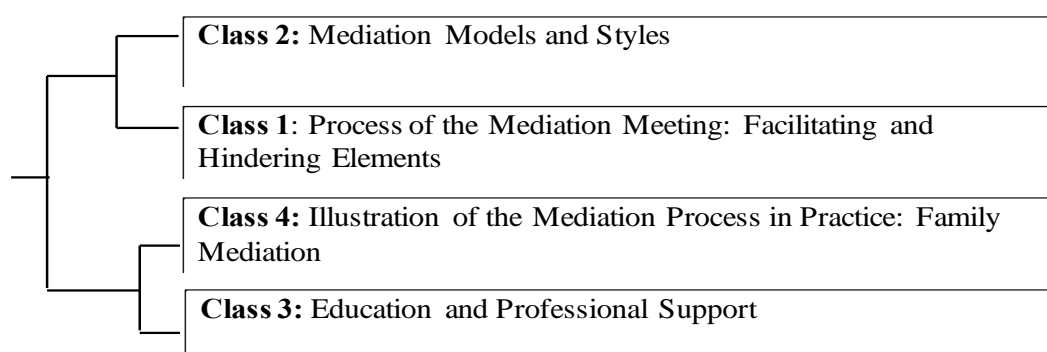 Class 2: Mediation Models and Styles
Class 1: Process of the Mediation Meeting: Facilitating and
Hindering Elements
Class 4: Illustration of the Mediation Process in Practice: Family
Mediation
Class 3: Education and Professional Support